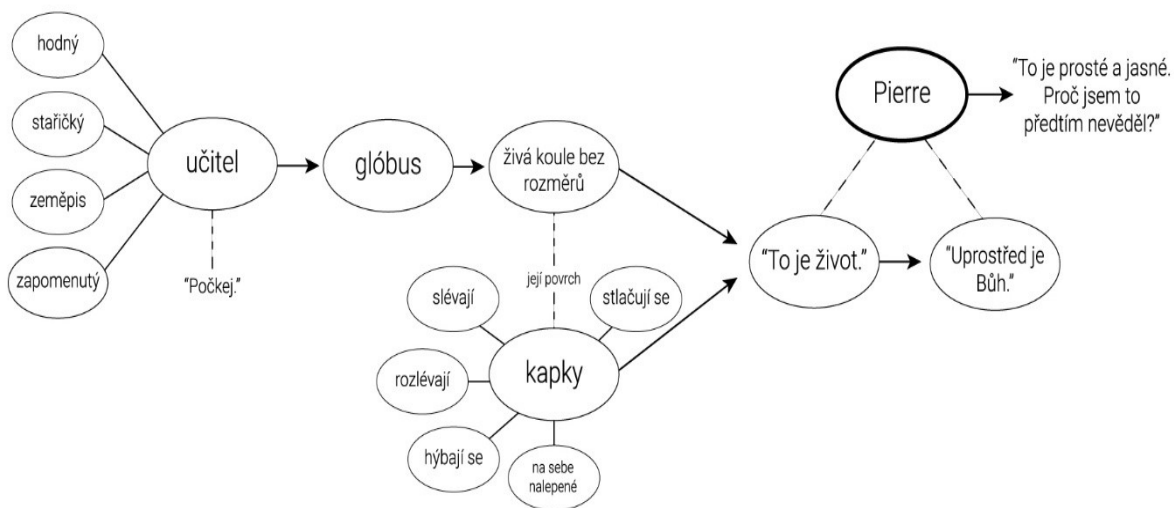 hodný
stařičký
zeměpis
zapomenutý
učitel
"Počkej."
glóbus
živá koule bez
rozměrů
její povrch
slévají
stlačují se
rozlévají
kapky
hýbají se
na sebe
nalepené
"To je život."
"Uprostřed je
Bůh."
Pierre
"To je prosté a jasné.
Proč jsem to
předtím nevěděl?"